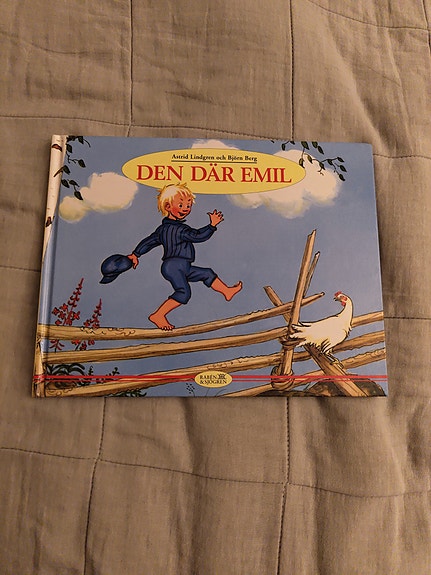 Astrid Lindgren och Björn Berg
DEN DÄR EMIL
RABÉN
& SJÖGREN